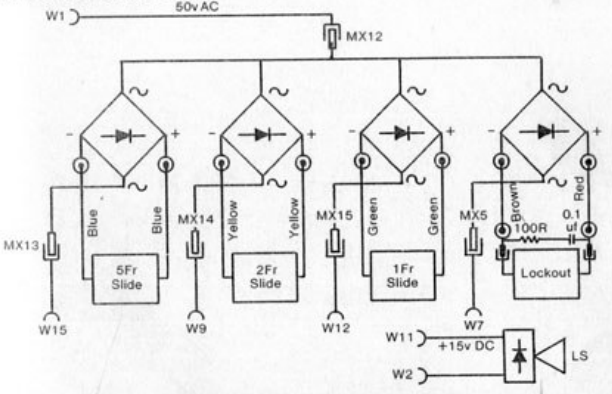 50v AC
W1
MX12
- +
- +
- +
- +
Blue
Blue
Yellow
Yellow
Green
Green
Brown
Red
MX13
MX14
MX15
MX5
100R
0.1
uf
5Fr
Slide
2Fr
Slide
1Fr
Slide
Lockout
W15
W9
W12
W7
W11
+15v DC
W2
LS